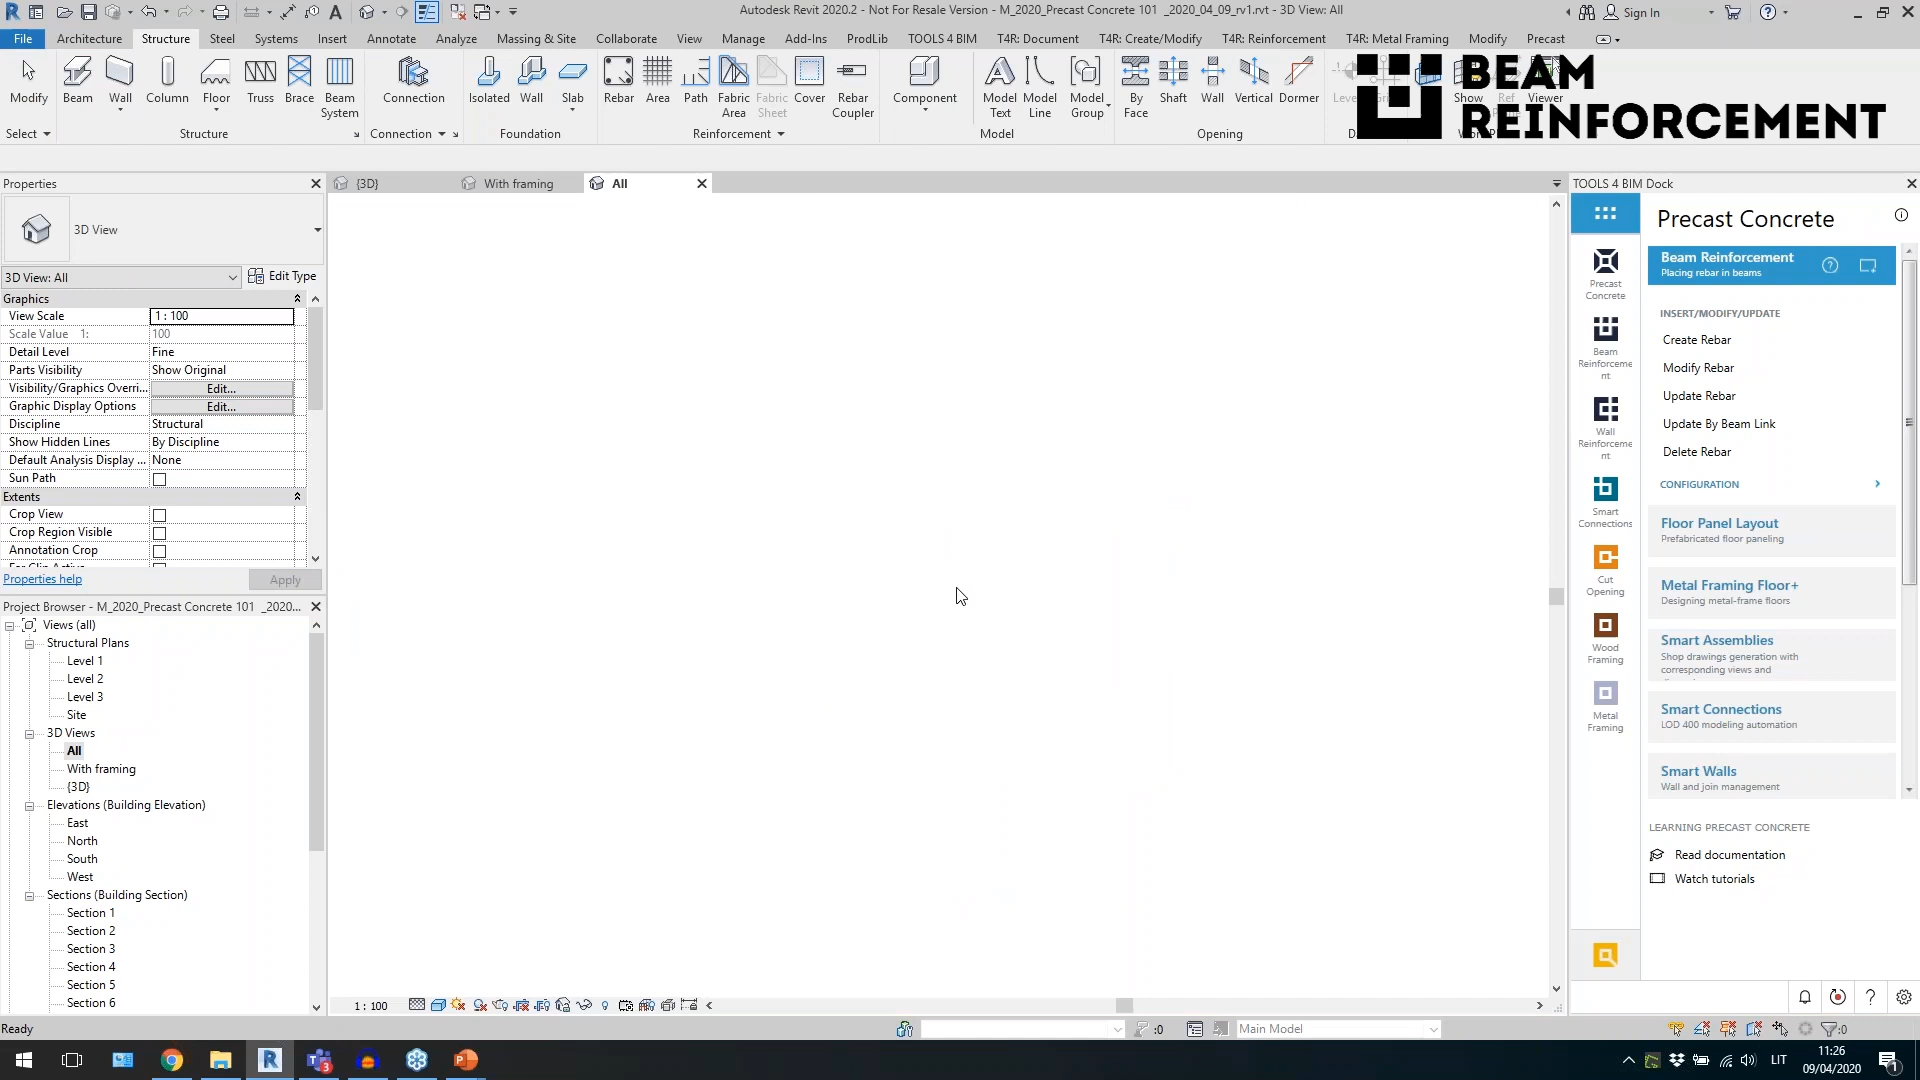 Autodesk Revit 2020.2 - Not For Resale Version - M_2020_Precast Concrete 101 _2020_04_09_rv1.rvt - 3D View: All
Sign In
File Architecture Structure Steel Systems Insert Annotate Analyze Massing & Site Collaborate View Manage Add-Ins ProdLib TOOLS 4 BIM T4R: Document T4R: Create/Modify T4R: Reinforcement T4R: Metal Framing Modify Precast
BEAM
REINFORCEMENT
Modify Beam Wall Column Floor Truss Brace Beam System Connection Isolated Wall Slab Rebar Area Path Fabric Area Fabric Sheet Cover Rebar Coupler Component Model Text Model Line Model Group By Face Shaft Wall Vertical Dormer Show Viewer
Select Structure Connection Foundation Reinforcement Model Opening
Properties
{3D} With framing All
TOOLS 4 BIM Dock
3D View
3D View: All Edit Type
Graphics
View Scale 1 : 100
Scale Value 1: 100
Detail Level Fine
Parts Visibility Show Original
Visibility/Graphics Overri... Edit...
Graphic Display Options Edit...
Discipline Structural
Show Hidden Lines By Discipline
Default Analysis Display ... None
Sun Path
Extents
Crop View
Crop Region Visible
Annotation Crop
Properties help Apply
Project Browser - M_2020_Precast Concrete 101 _2020...
Views (all)
Structural Plans
Level 1
Level 2
Level 3
Site
3D Views
All
With framing
{3D}
Elevations (Building Elevation)
East
North
South
West
Sections (Building Section)
Section 1
Section 2
Section 3
Section 4
Section 5
Section 6
Precast Concrete
Beam Reinforceme nt
Wall Reinforceme nt
Smart Connections
Cut Opening
Wood Framing
Metal Framing
Precast Concrete
Beam Reinforcement
Placing rebar in beams
INSERT/MODIFY/UPDATE
Create Rebar
Modify Rebar
Update Rebar
Update By Beam Link
Delete Rebar
CONFIGURATION
Floor Panel Layout
Prefabricated floor paneling
Metal Framing Floor+
Designing metal-frame floors
Smart Assemblies
Shop drawings generation with
corresponding views and
Smart Connections
LOD 400 modeling automation
Smart Walls
Wall and join management
LEARNING PRECAST CONCRETE
Read documentation
Watch tutorials
1 : 100
Ready
:0
Main Model
:0
3
LIT
11:26
09/04/2020
1